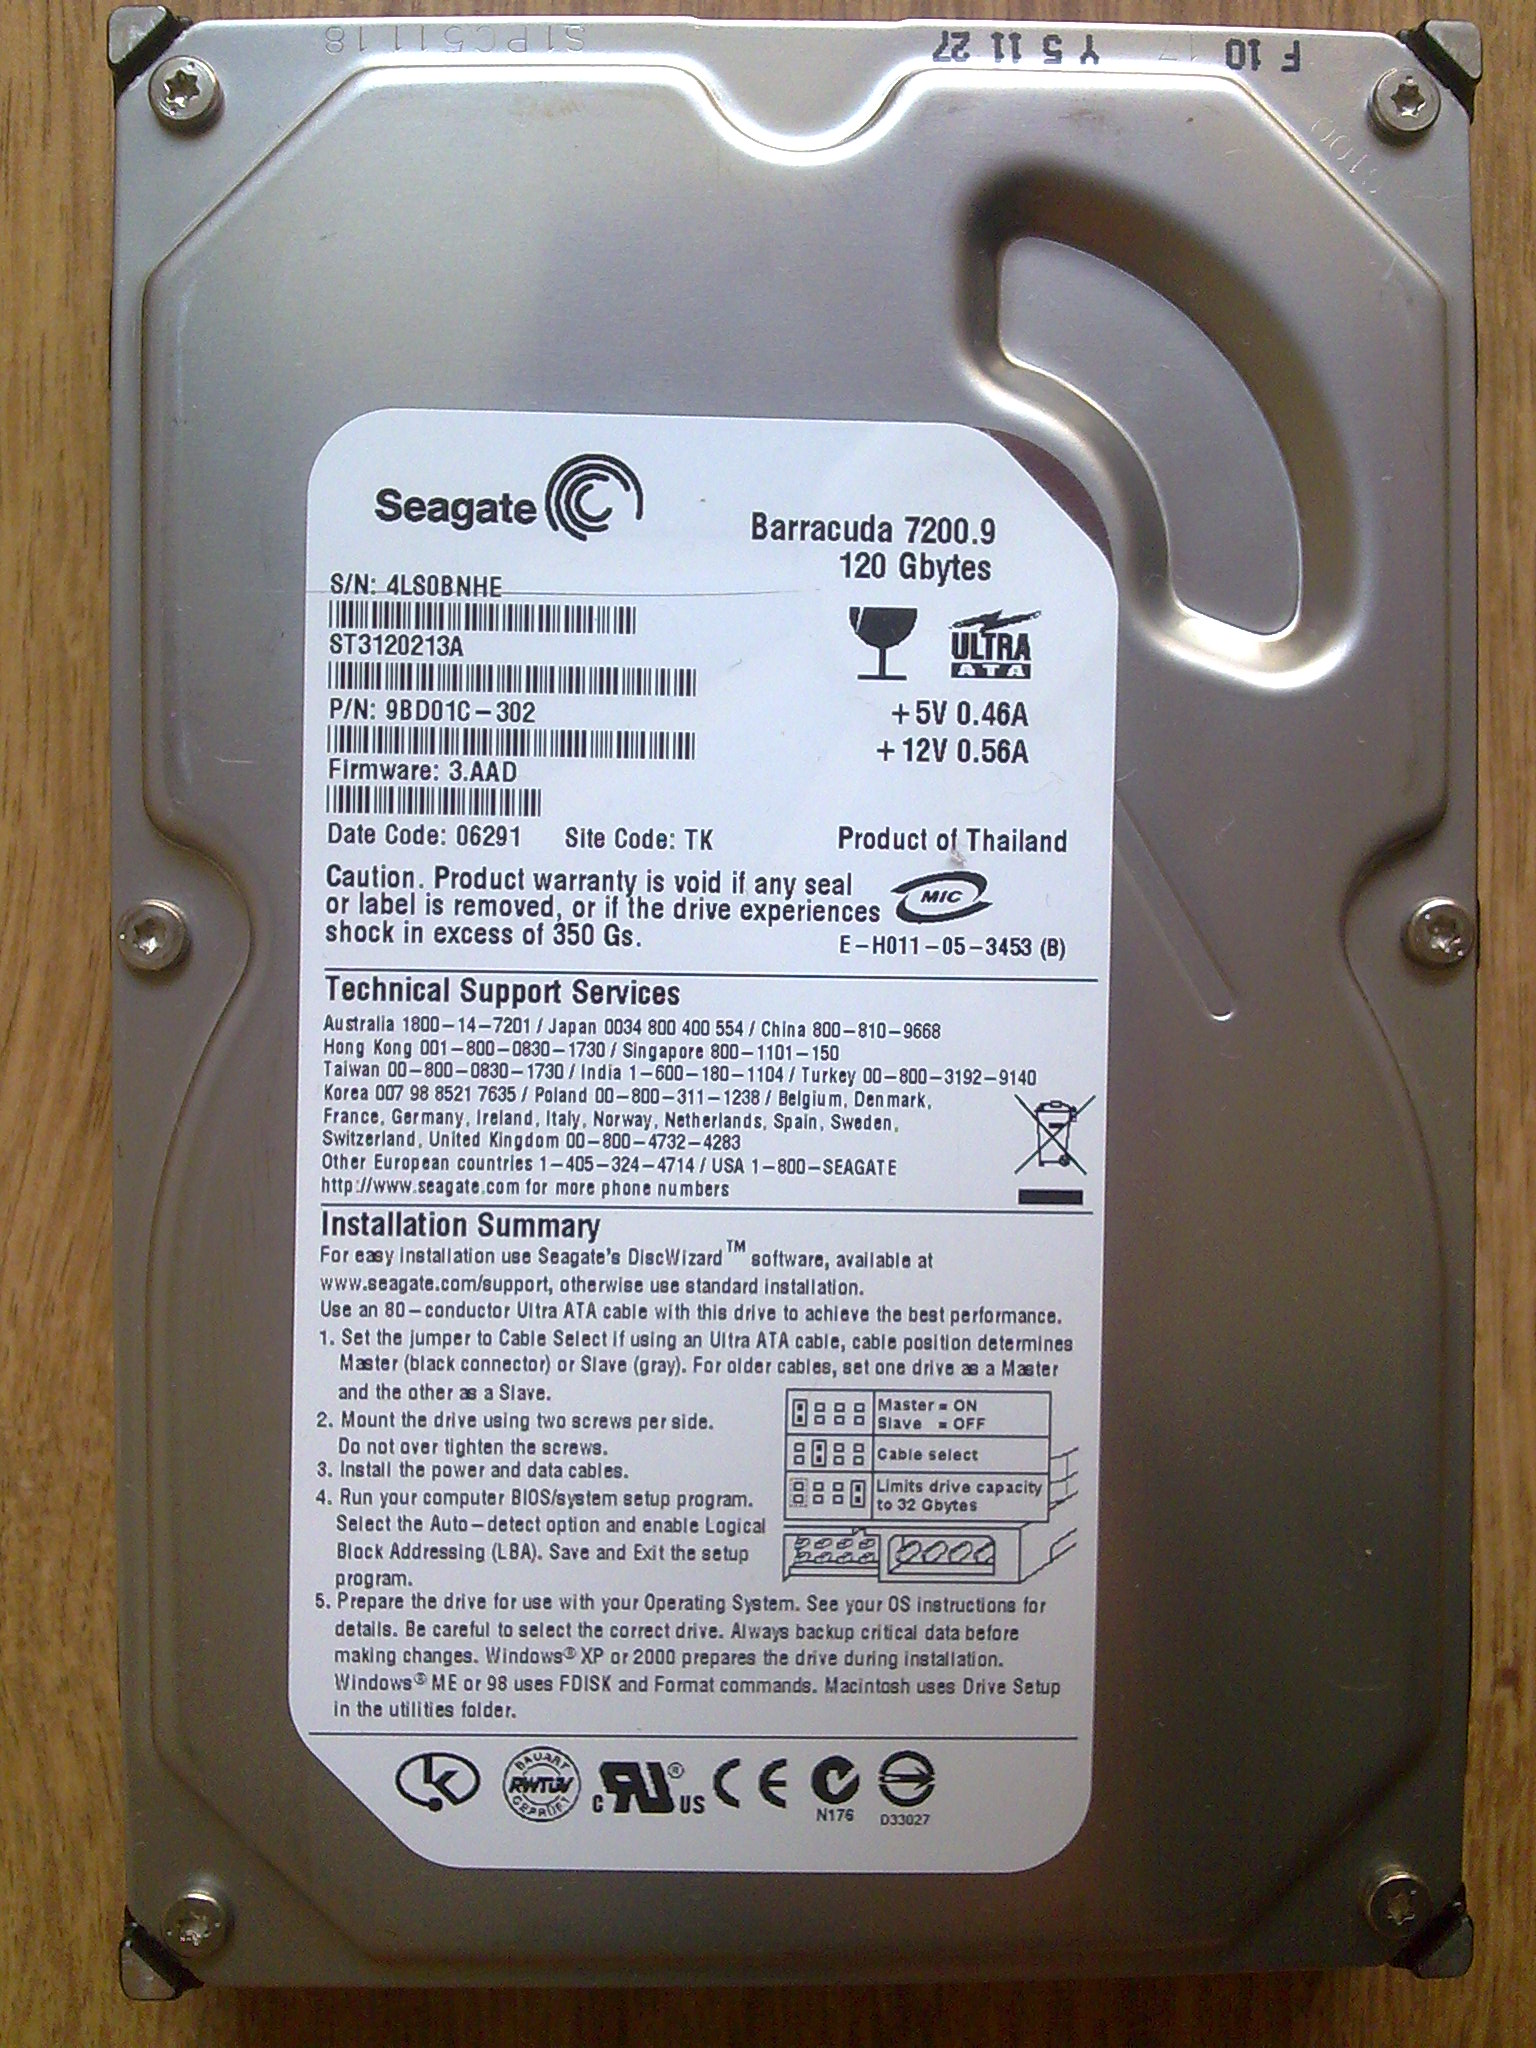 S1PC511 18
Y 5 11 27
F 10
Seagate
Barracuda 7200.9
120 Gbytes
S/N: 4LS0BNHE
ST3120213A
ULTRA
ATA
P/N: 9BD01C-302
+5V 0.46A
+12V 0.56A
Firmware: 3.AAD
Date Code: 06291 Site Code: TK
Product of Thailand
Caution. Product warranty is void if any seal
or label is removed, or if the drive experiences
shock in excess of 350 Gs.
MIC
E-H011-05-3453 (B)
Technical Support Services
Australia 1800-14-7201 / Japan 0034 800 400 554 / China 800-810-9668
Hong Kong 001-800-0830-1730 / Singapore 800-1101-150
Taiwan 00-800-0830-1730 / India 1-600-180-1104 / Turkey 00-800-3192-9140
Korea 007 98 8521 7635 / Poland 00-800-311-1238 / Belgium, Denmark,
France, Germany, Ireland, Italy, Norway, Netherlands, Spain, Sweden,
Switzerland, United Kingdom 00-800-4732-4283
Other European countries 1-405-324-4714 / USA 1-800-SEAGATE
http://www.seagate.com for more phone numbers
Installation Summary
For easy installation use Seagate's DiscWizard™ software, available at
www.seagate.com/support, otherwise use standard installation.
Use an 80-conductor Ultra ATA cable with this drive to achieve the best performance.
1. Set the jumper to Cable Select if using an Ultra ATA cable, cable position determines
Master (black connector) or Slave (gray). For older cables, set one drive as a Master
and the other as a Slave.
2. Mount the drive using two screws per side.
Do not over tighten the screws.
3. Install the power and data cables.
4. Run your computer BIOS/system setup program.
Select the Auto-detect option and enable Logical
Block Addressing (LBA). Save and Exit the setup
program.
Master = ON
Slave = OFF
Cable select
Limits drive capacity
to 32 Gbytes
5. Prepare the drive for use with your Operating System. See your OS instructions for
details. Be careful to select the correct drive. Always backup critical data before
making changes. Windows® XP or 2000 prepares the drive during installation.
Windows® ME or 98 uses FDISK and Format commands. Macintosh uses Drive Setup
in the utilities folder.
BAUART
RWTÜV
GEPRÜFT
c UR ® US
CE
N176
D33027